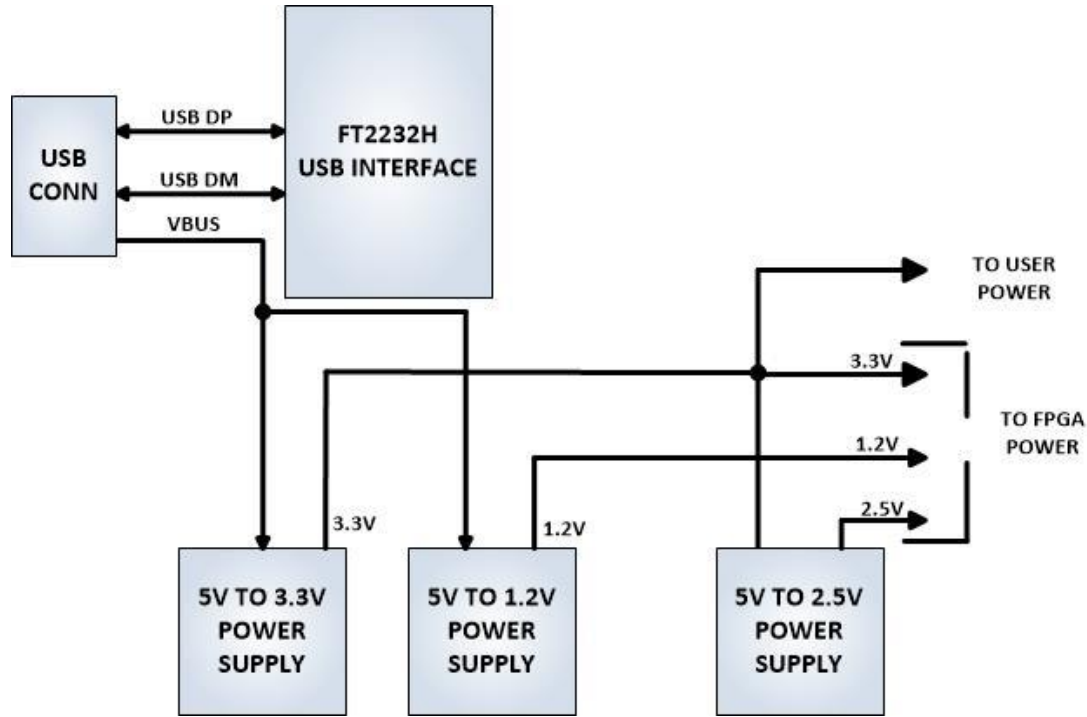 USB
CONN
USB DP
USB DM
VBUS
FT2232H
USB INTERFACE
TO USER
POWER
3.3V
1.2V
2.5V
TO FPGA
POWER
3.3V
1.2V
5V TO 3.3V
POWER
SUPPLY
5V TO 1.2V
POWER
SUPPLY
5V TO 2.5V
POWER
SUPPLY